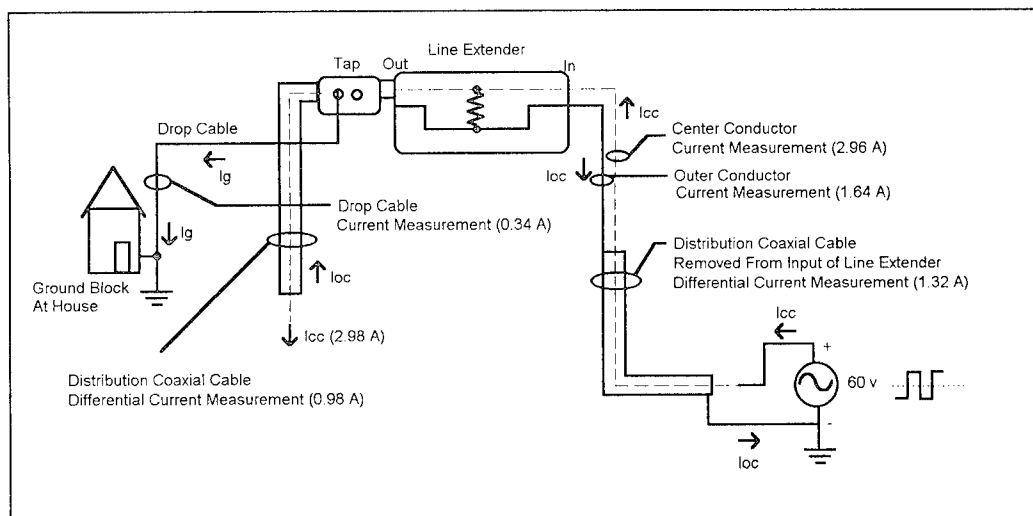 Line Extender
Tap
Out
In
Icc
Drop Cable
Center Conductor
Current Measurement (2.96 A)
Ioc
Outer Conductor
Current Measurement (1.64 A)
Ig
Drop Cable
Current Measurement (0.34 A)
Ig
Distribution Coaxial Cable
Removed From Input of Line Extender
Differential Current Measurement (1.32 A)
Ioc
Ground Block
At House
Icc
Icc (2.98 A)
+
60 v
Distribution Coaxial Cable
Differential Current Measurement (0.98 A)
-
Ioc